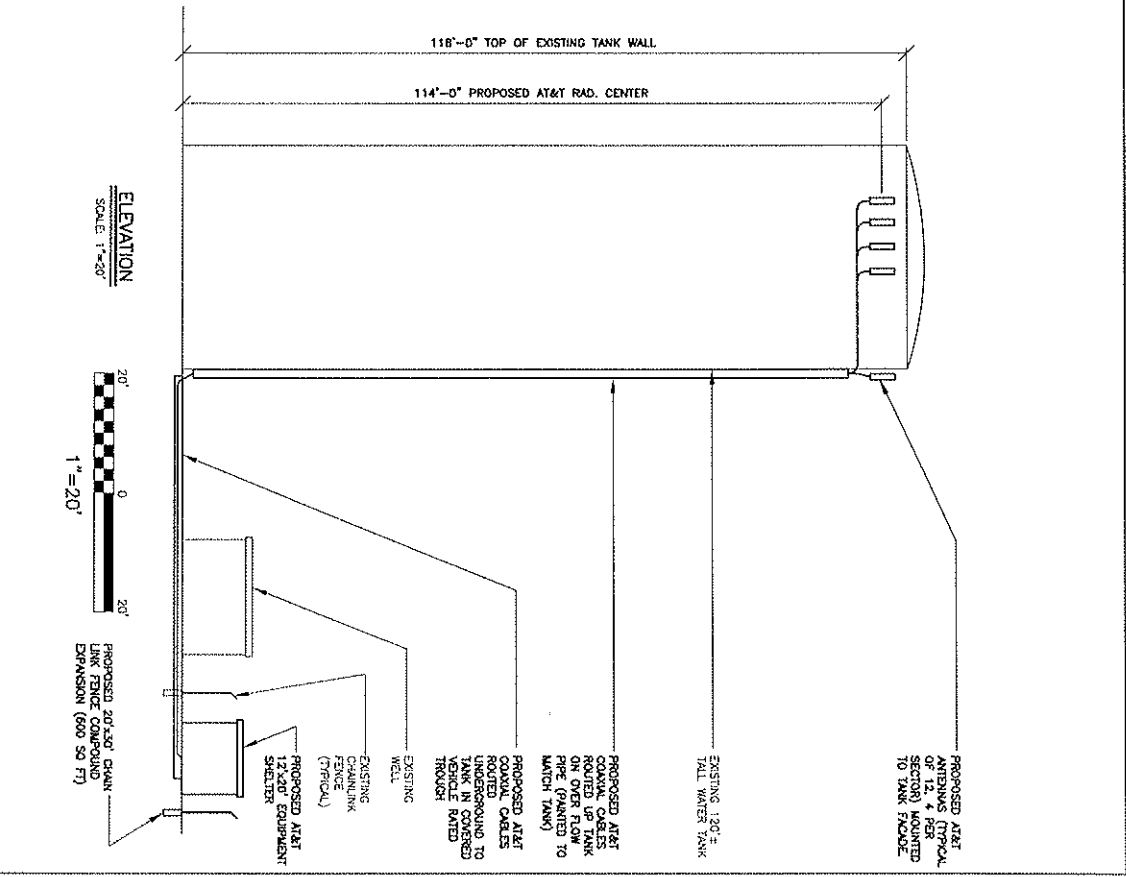 118'-0" TOP OF EXISTING TANK WALL
114'-0" PROPOSED AT&T RAD. CENTER
PROPOSED AT&T
ANTENNAS (TYPICAL
OF 12, 4 PER
SECTOR) MOUNTED
TO TANK FACADE
EXISTING 120'±
TALL WATER TANK
PROPOSED AT&T
COAXIAL CABLES
ROUTED UP TANK
ON OVER FLOW
PIPE (PAINTED TO
MATCH TANK)
PROPOSED AT&T
COAXIAL CABLES
ROUTED
UNDERGROUND TO
TANK IN COVERED
VEHICLE RATED
TROUGH
EXISTING
WELL
EXISTING
CHAINLINK
FENCE
(TYPICAL)
PROPOSED AT&T
12'x20' EQUIPMENT
SHELTER
PROPOSED 20'x30' CHAIN
LINK FENCE COMPOUND
EXPANSION (600 SQ FT)
ELEVATION
SCALE: 1"=20'
20' 0 20'
1"=20'